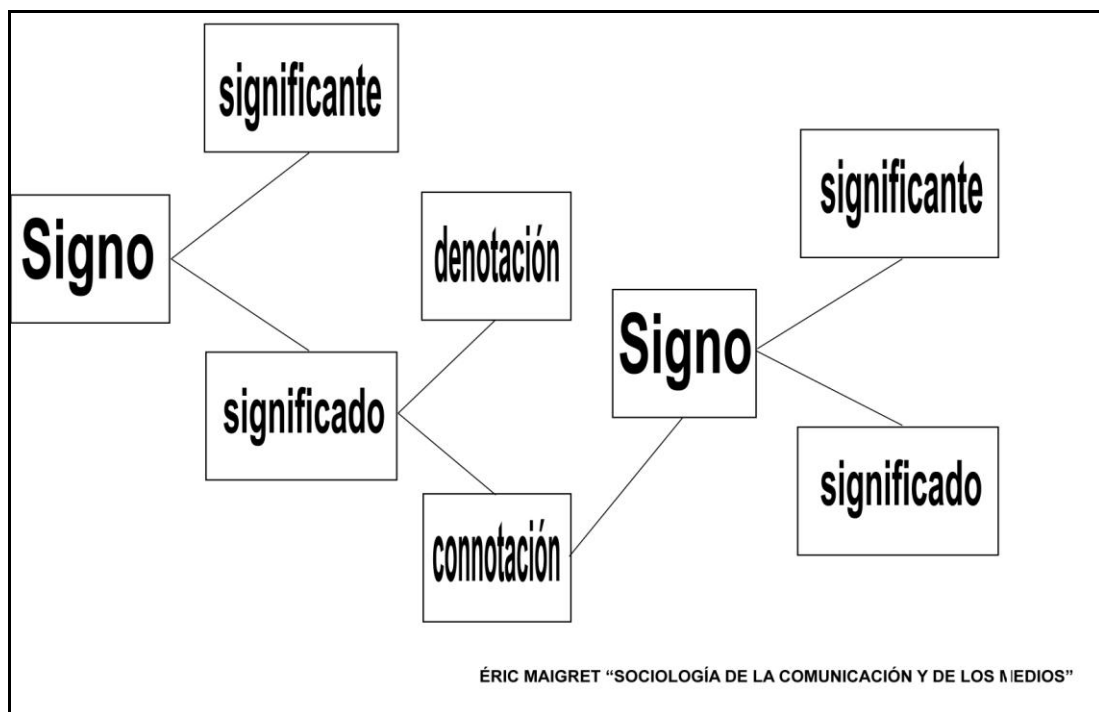 significante
Signo
significado
denotación
connotación
Signo
significante
significado
ÉRIC MAIGRET “SOCIOLOGÍA DE LA COMUNICACIÓN Y DE LOS MEDIOS”